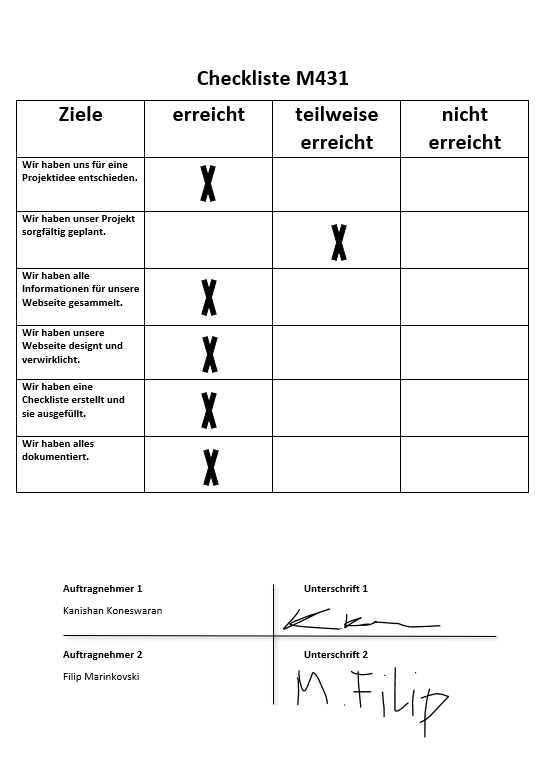 Checkliste M431
Ziele erreicht teilweise nicht
erreicht erreicht
Wir haben uns für eine
Projektidee entschieden. X
Wir haben unser Projekt
sorgfältig geplant. X
Wir haben alle
Informationen für unsere
Webseite gesammelt. X
Wir haben unsere
Webseite designt und
verwirklicht. X
Wir haben eine
Checkliste erstellt und
sie ausgefüllt. X
Wir haben alles
dokumentiert. X
Auftragnehmer 1 Unterschrift 1
Kanishan Koneswaran
Auftragnehmer 2 Unterschrift 2
Filip Marinkovski M. Filip